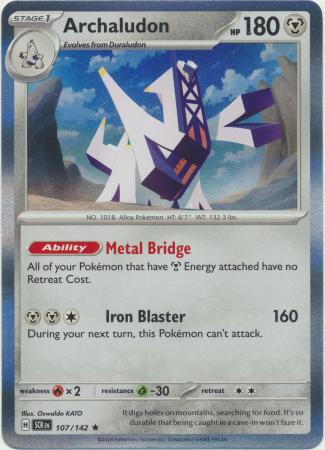 STAGE 1
Archaludon
HP 180
Evolves from Duraludon
NO. 1018 Alloy Pokémon HT: 6'7" WT: 132.3 lbs.
Ability Metal Bridge
All of your Pokémon that have Energy attached have no
Retreat Cost.
Iron Blaster 160
During your next turn, this Pokémon can't attack.
weakness ×2 resistance -30 retreat
Illus. Oswaldo KATO
H SCR EN 107/142 ★
It digs holes on mountains, searching for food. It's so
durable that being caught in a cave-in won't faze it.
©2024 Pokémon / Nintendo / Creatures / GAME FREAK